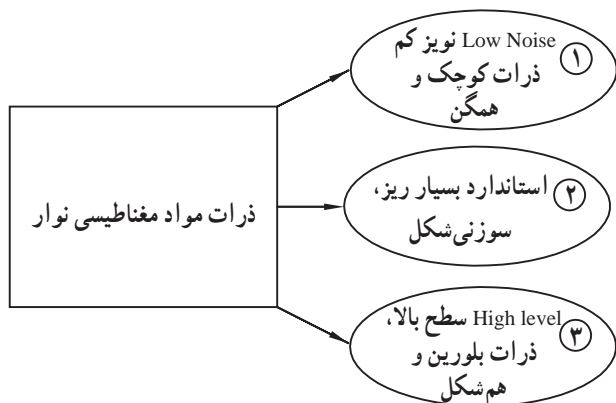 ذرات مواد مغناطیسی نوار
۱ Low Noise نویز کم
ذرات کوچک و
همگن
۲ استاندارد بسیار ریز،
سوزنی‌شکل
۳ High level سطح بالا،
ذرات بلورین و
هم‌شکل